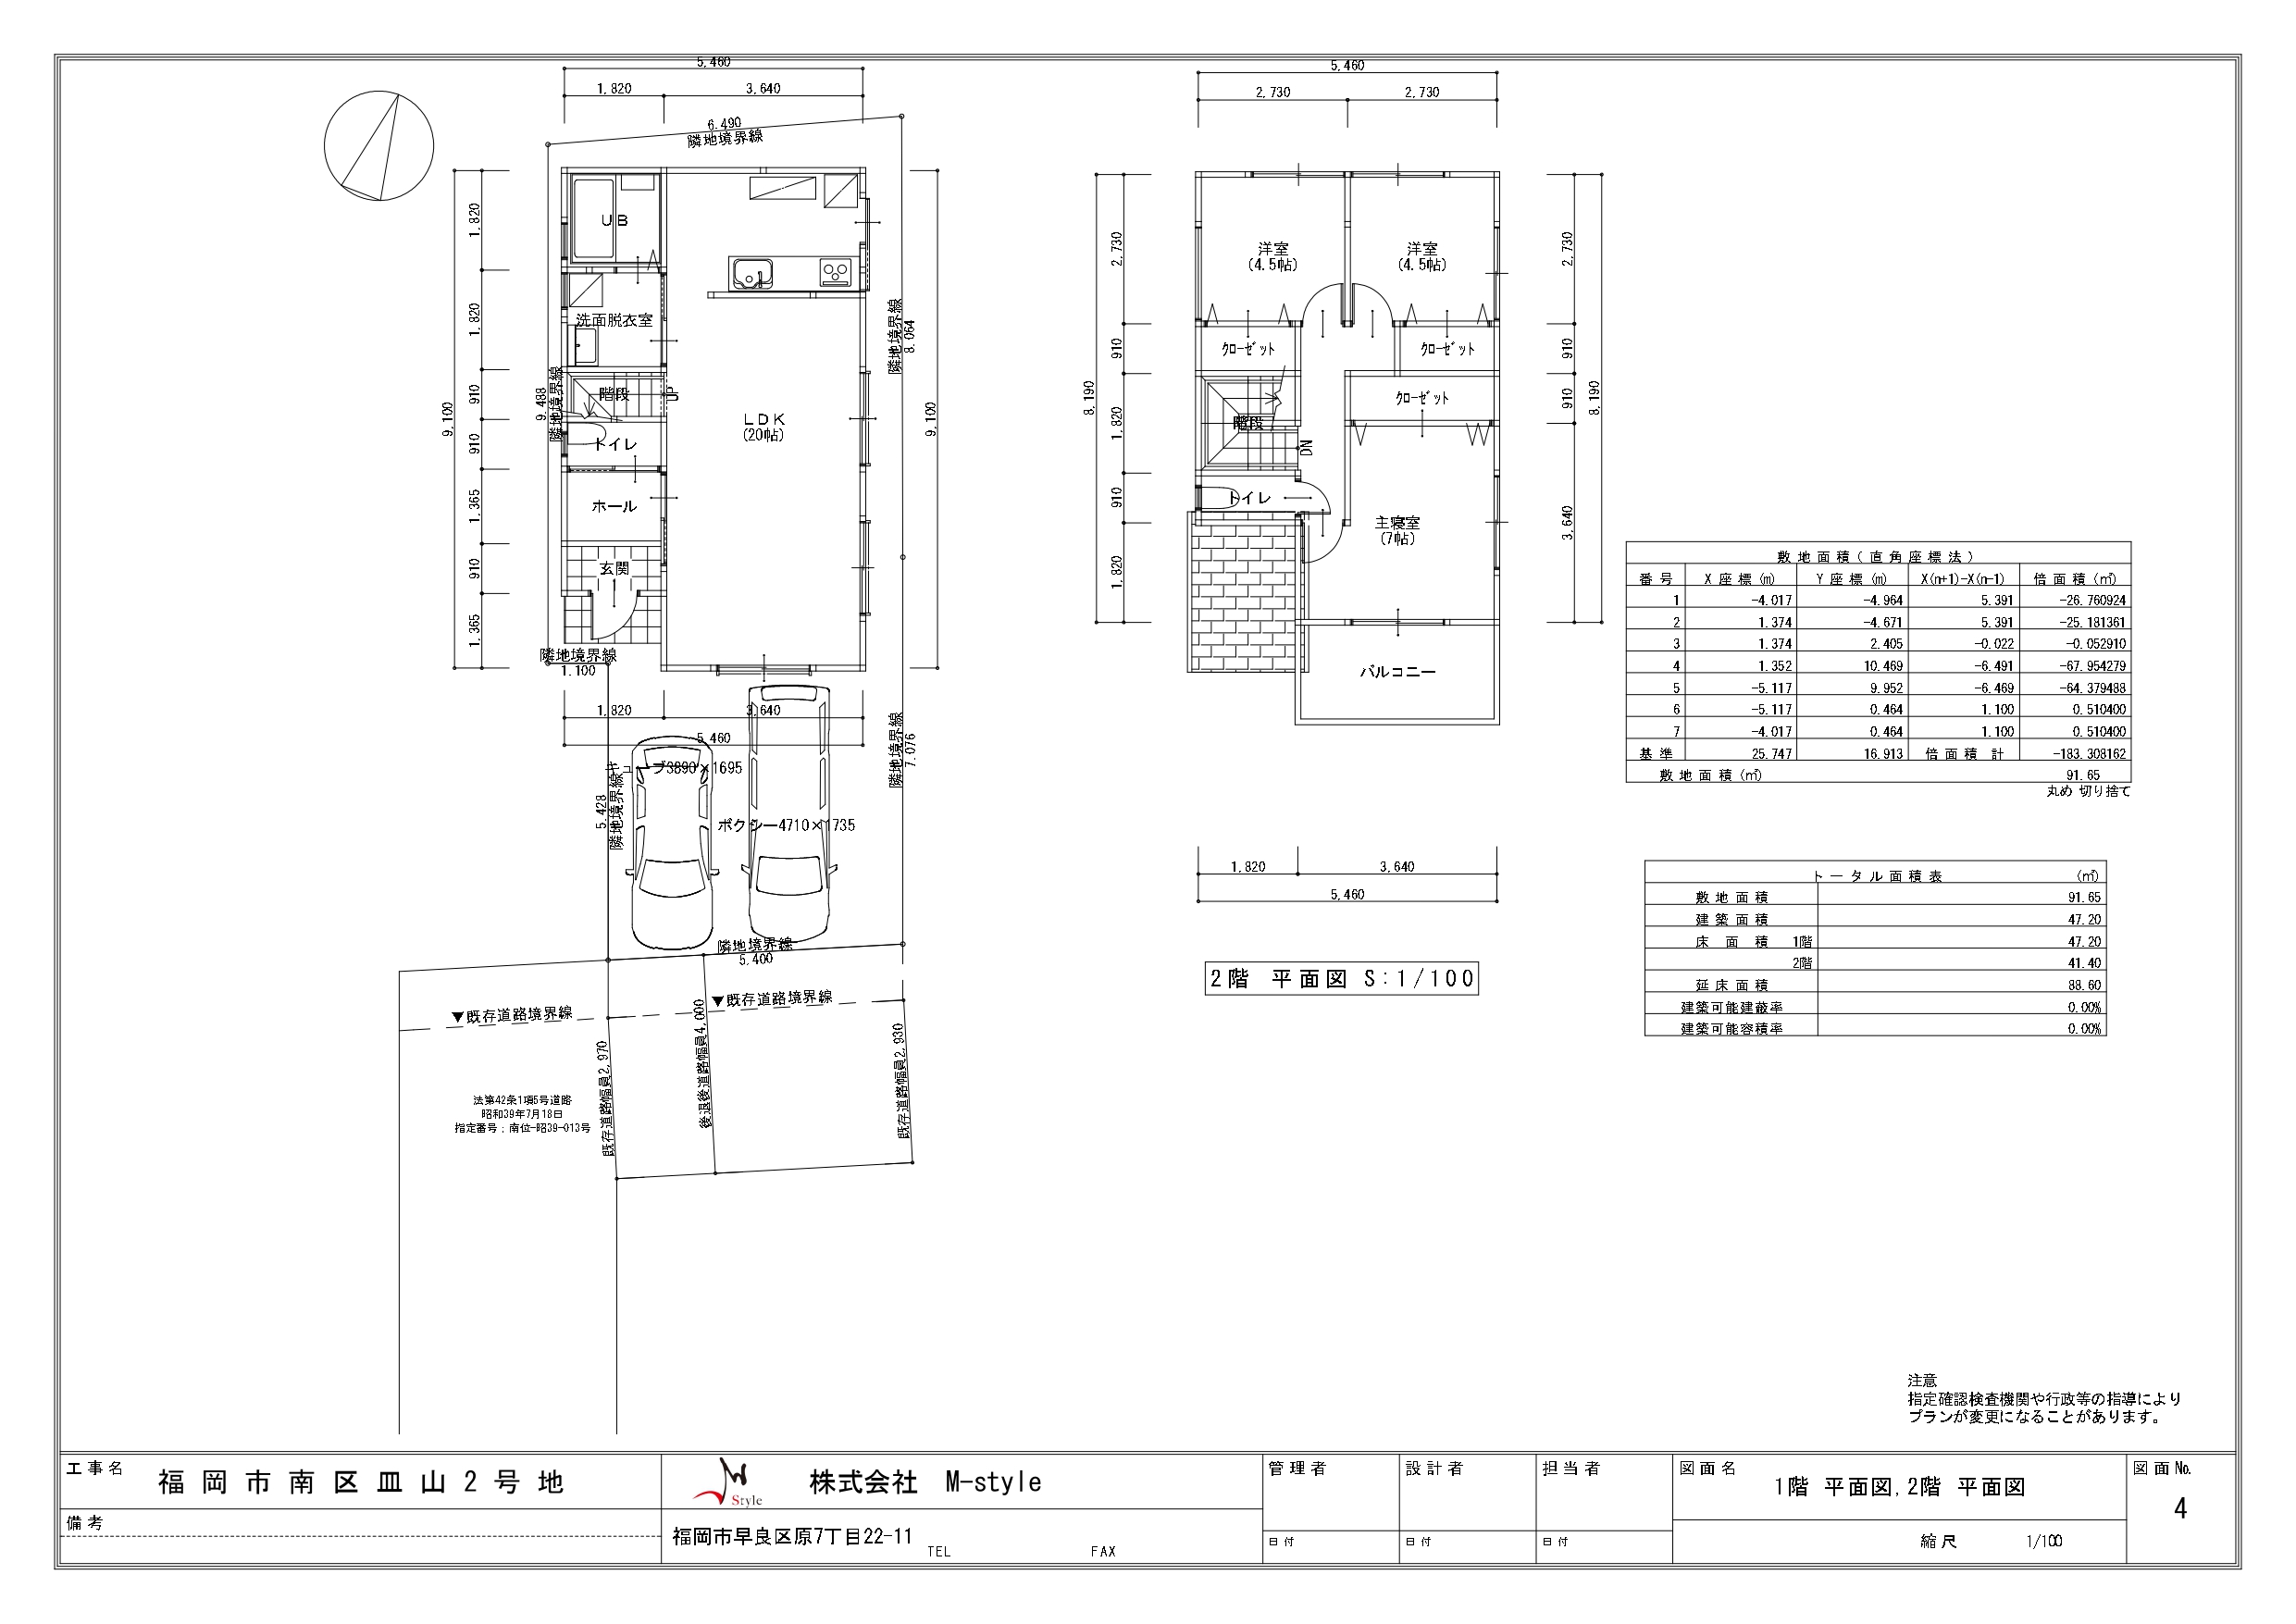 5,460
1,820 3,640
6.490
隣地境界線
1,820
1,820
910
910
1,365
910
1,365
9,100
9.488
隣地境界線
UB
洗面脱衣室
階段
UP
トイレ
ホール
玄関
LDK
(20帖)
隣地境界線
8.064
9,100
隣地境界線
1.100
1,820 3,640
5,460
キューブ3890×1695
ボクシー4710×1735
5.428
隣地境界線
隣地境界線
7.076
隣地境界線
5.400
▼既存道路境界線
▼既存道路境界線
既存道路幅員2,970
後退後道路幅員4,000
既存道路幅員2,930
法第42条1項5号道路
昭和39年7月18日
指定番号：南位-昭39-013号
5,460
2,730 2,730
2,730
910
1,820
910
1,820
8,190
洋室
(4.5帖)
洋室
(4.5帖)
クローゼット
クローゼット
クローゼット
階段
DN
トイレ
主寝室
(7帖)
バルコニー
2,730
910
910
3,640
8,190
1,820 3,640
5,460
2階 平面図 S:1/100
敷地面積(直角座標法)
番号 X座標(m) Y座標(m) X(n+1)-X(n-1) 倍面積(㎡)
1 -4.017 -4.964 5.391 -26.760924
2 1.374 -4.671 5.391 -25.181361
3 1.374 2.405 -0.022 -0.052910
4 1.352 10.469 -6.491 -67.954279
5 -5.117 9.952 -6.469 -64.379488
6 -5.117 0.464 1.100 0.510400
7 -4.017 0.464 1.100 0.510400
基準 25.747 16.913 倍面積 計 -183.308162
敷地面積(㎡) 91.65
丸め 切り捨て
トータル面積表 (㎡)
敷地面積 91.65
建築面積 47.20
床面積 1階 47.20
2階 41.40
延床面積 88.60
建築可能建蔽率 0.00%
建築可能容積率 0.00%
注意
指定確認検査機関や行政等の指導により
プランが変更になることがあります。
工事名 福岡市南区皿山2号地
備考
Style
株式会社 M-style
福岡市早良区原7丁目22-11 TEL FAX
管理者 設計者 担当者
日付 日付 日付
図面名 1階 平面図,2階 平面図
縮尺 1/100
図面No.
4